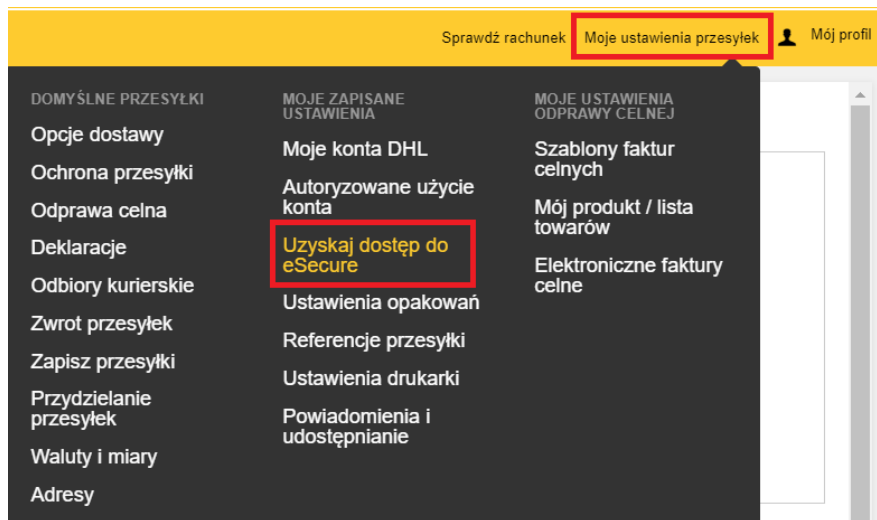 Sprawdź rachunek Moje ustawienia przesyłek Mój profil
DOMYŚLNE PRZESYŁKI
Opcje dostawy
Ochrona przesyłki
Odprawa celna
Deklaracje
Odbiory kurierskie
Zwrot przesyłek
Zapisz przesyłki
Przydzielanie
przesyłek
Waluty i miary
Adresy
MOJE ZAPISANE
USTAWIENIA
Moje konta DHL
Autoryzowane użycie
konta
Uzyskaj dostęp do
eSecure
Ustawienia opakowań
Referencje przesyłki
Ustawienia drukarki
Powiadomienia i
udostępnianie
MOJE USTAWIENIA
ODPRAWY CELNEJ
Szablony faktur
celnych
Mój produkt / lista
towarów
Elektroniczne faktury
celne